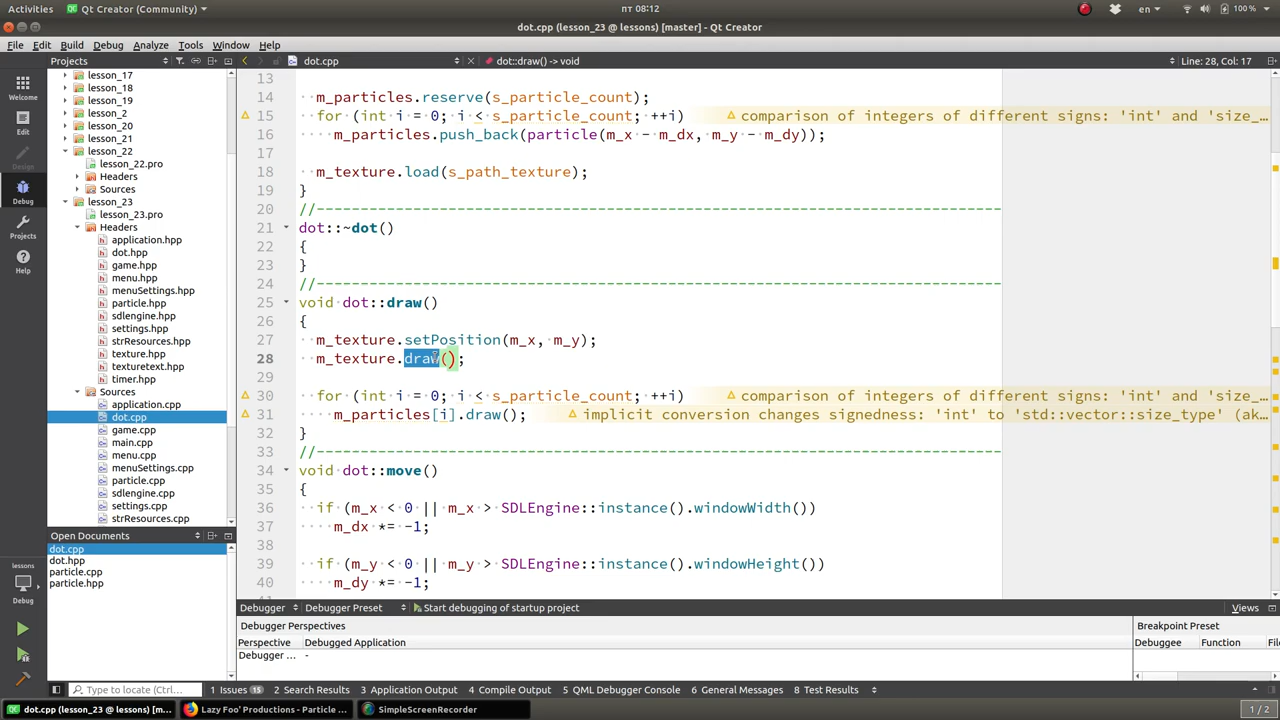 Activities Qt Creator (Community) пт 08:12 en 100 %
dot.cpp (lesson_23 @ lessons) [master] - Qt Creator
File Edit Build Debug Analyze Tools Window Help
Projects dot.cpp dot::draw() -> void Line: 28, Col: 17
Welcome
Edit
Design
Debug
Projects
Help
lessons
Debug
lesson_17
lesson_18
lesson_19
lesson_2
lesson_20
lesson_21
lesson_22
lesson_22.pro
Headers
Sources
lesson_23
lesson_23.pro
Headers
application.hpp
dot.hpp
game.hpp
menu.hpp
menuSettings.hpp
particle.hpp
sdlengine.hpp
settings.hpp
strResources.hpp
texture.hpp
texturetext.hpp
timer.hpp
Sources
application.cpp
dot.cpp
game.cpp
main.cpp
menu.cpp
menuSettings.cpp
particle.cpp
sdlengine.cpp
settings.cpp
strResources.cpp
Open Documents
dot.cpp
dot.hpp
particle.cpp
particle.hpp
13
14 m_particles.reserve(s_particle_count);
15 for (int i = 0; i < s_particle_count; ++i) comparison of integers of different signs: 'int' and 'size_...
16 m_particles.push_back(particle(m_x - m_dx, m_y - m_dy));
17
18 m_texture.load(s_path_texture);
19 }
20 //--------------------------------------------------------------------------------
21 dot::~dot()
22 {
23 }
24 //--------------------------------------------------------------------------------
25 void dot::draw()
26 {
27 m_texture.setPosition(m_x, m_y);
28 m_texture.draw();
29
30 for (int i = 0; i < s_particle_count; ++i) comparison of integers of different signs: 'int' and 'size_...
31 m_particles[i].draw(); implicit conversion changes signedness: 'int' to 'std::vector::size_type' (ak...
32 }
33 //--------------------------------------------------------------------------------
34 void dot::move()
35 {
36 if (m_x < 0 || m_x > SDLEngine::instance().windowWidth())
37 m_dx *= -1;
38
39 if (m_y < 0 || m_y > SDLEngine::instance().windowHeight())
40 m_dy *= -1;
Debugger Debugger Preset Start debugging of startup project Views
Debugger Perspectives Breakpoint Preset
Perspective Debugged Application Debuggee Function File
Debugger ... -
Type to locate (... 1 Issues 15 2 Search Results 3 Application Output 4 Compile Output 5 QML Debugger Console 6 General Messages 8 Test Results
dot.cpp (lesson_23 @ lessons) [m... Lazy Foo' Productions - Particle ... SimpleScreenRecorder 1 / 2